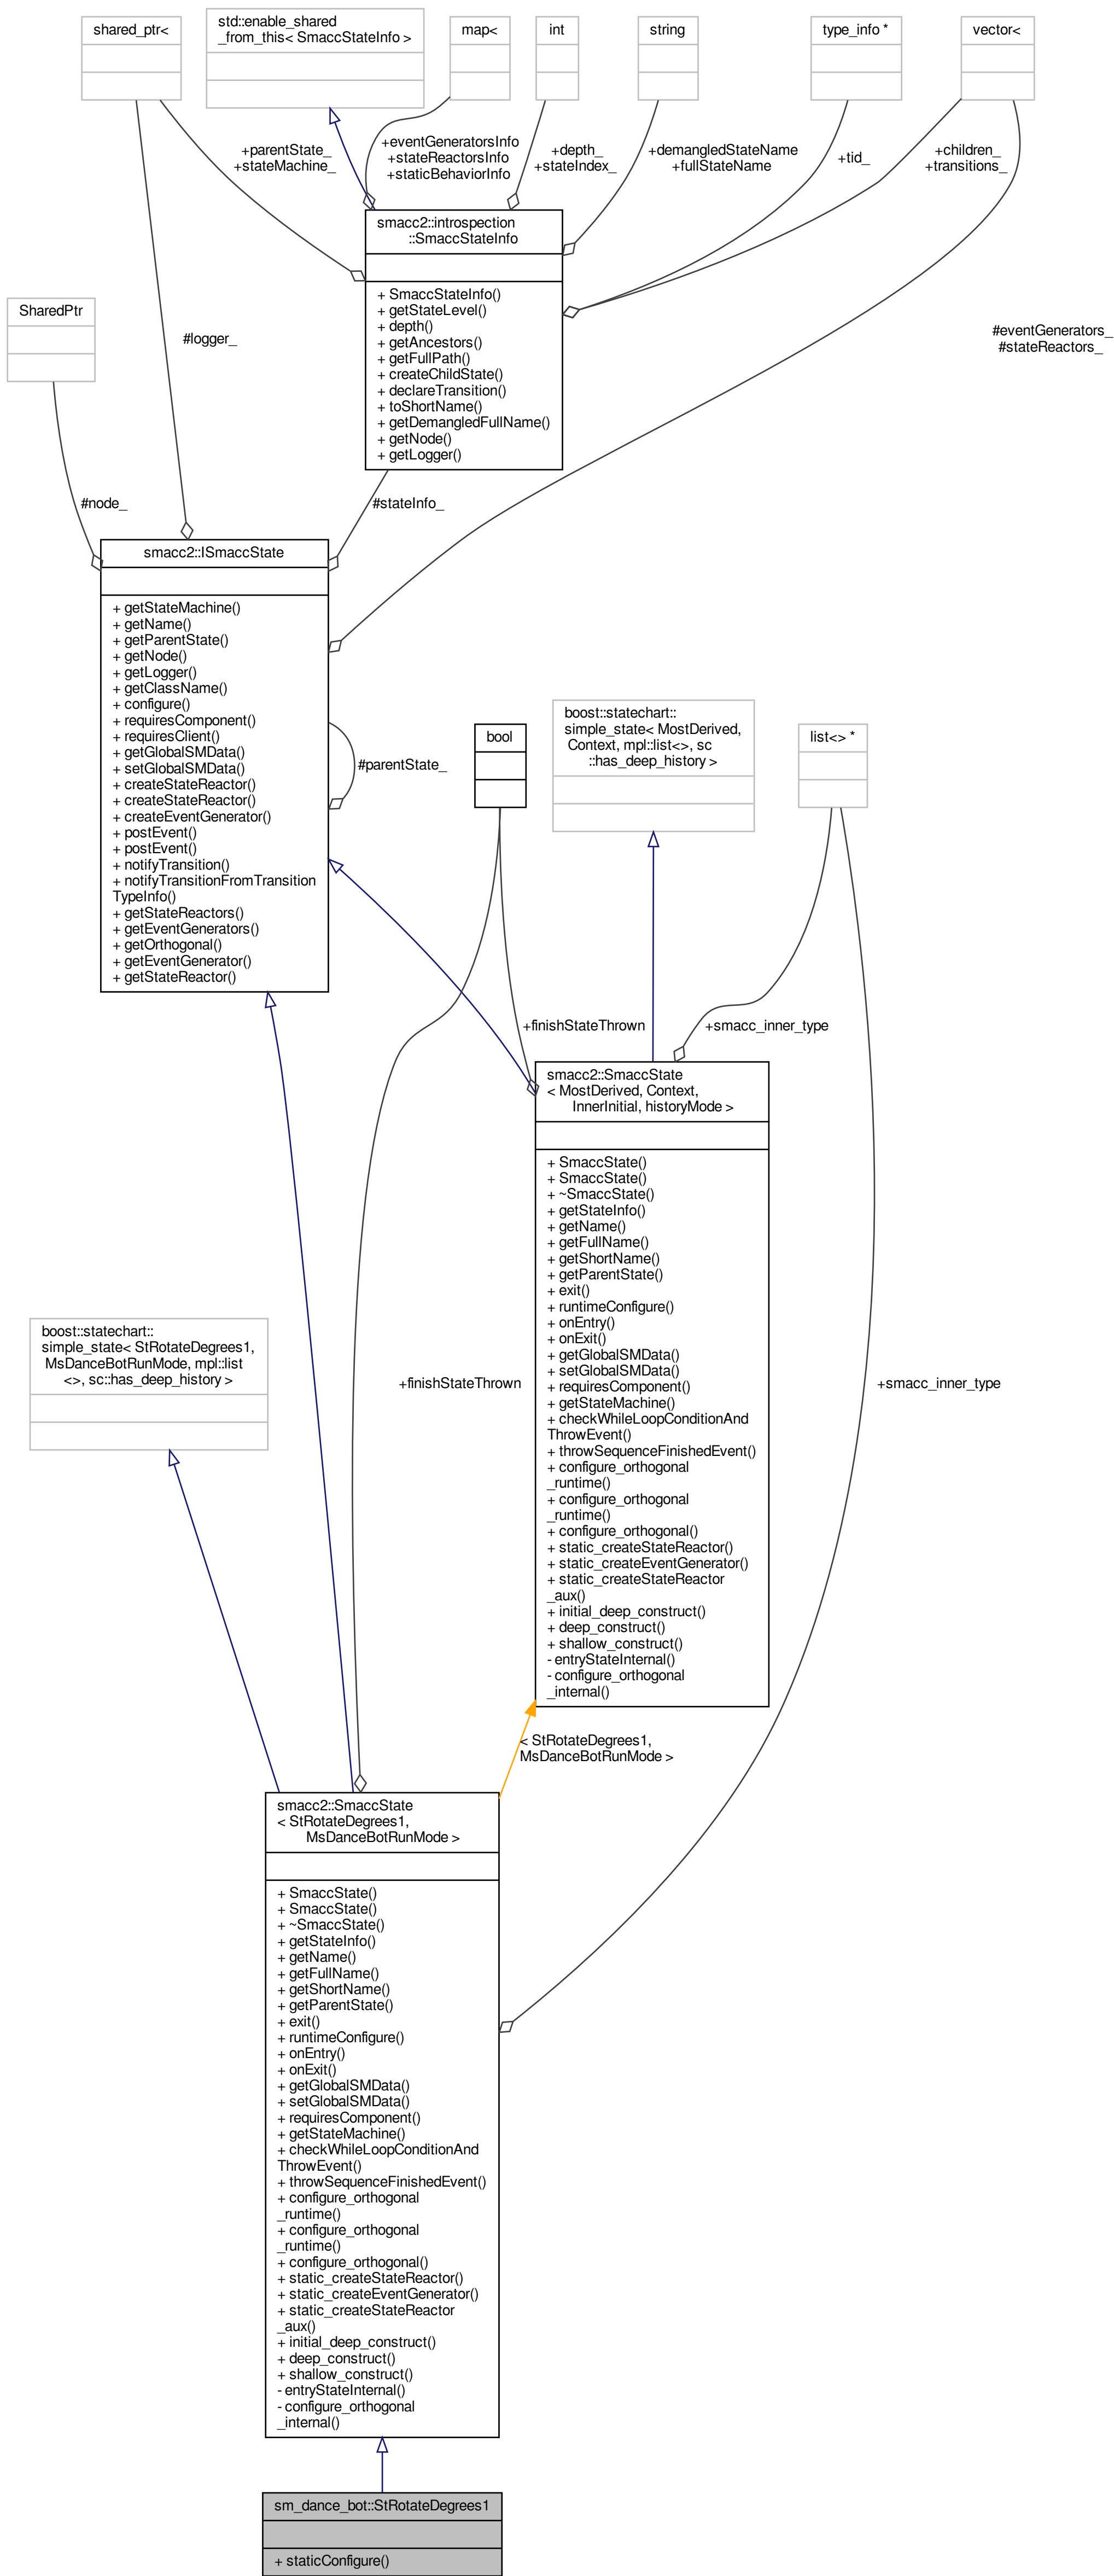 shared_ptr<
std::enable_shared
_from_this< SmaccStateInfo >
map<
int
string
type_info *
vector<
+parentState_
+stateMachine_
+eventGeneratorsInfo
+stateReactorsInfo
+staticBehaviorInfo
+depth_
+stateIndex_
+demangledStateName
+fullStateName
+tid_
+children_
+transitions_
smacc2::introspection
::SmaccStateInfo
+ SmaccStateInfo()
+ getStateLevel()
+ depth()
+ getAncestors()
+ getFullPath()
+ createChildState()
+ declareTransition()
+ toShortName()
+ getDemangledFullName()
+ getNode()
+ getLogger()
SharedPtr
#logger_
#eventGenerators_
#stateReactors_
#node_
#stateInfo_
smacc2::ISmaccState
+ getStateMachine()
+ getName()
+ getParentState()
+ getNode()
+ getLogger()
+ getClassName()
+ configure()
+ requiresComponent()
+ requiresClient()
+ getGlobalSMData()
+ setGlobalSMData()
+ createStateReactor()
+ createStateReactor()
+ createEventGenerator()
+ postEvent()
+ postEvent()
+ notifyTransition()
+ notifyTransitionFromTransition
TypeInfo()
+ getStateReactors()
+ getEventGenerators()
+ getOrthogonal()
+ getEventGenerator()
+ getStateReactor()
#parentState_
bool
boost::statechart::
simple_state< MostDerived,
Context, mpl::list<>, sc
::has_deep_history >
list<> *
+finishStateThrown
+smacc_inner_type
smacc2::SmaccState
< MostDerived, Context,
InnerInitial, historyMode >
+ SmaccState()
+ SmaccState()
+ ~SmaccState()
+ getStateInfo()
+ getName()
+ getFullName()
+ getShortName()
+ getParentState()
+ exit()
+ runtimeConfigure()
+ onEntry()
+ onExit()
+ getGlobalSMData()
+ setGlobalSMData()
+ requiresComponent()
+ getStateMachine()
+ checkWhileLoopConditionAnd
ThrowEvent()
+ throwSequenceFinishedEvent()
+ configure_orthogonal
_runtime()
+ configure_orthogonal
_runtime()
+ configure_orthogonal()
+ static_createStateReactor()
+ static_createEventGenerator()
+ static_createStateReactor
_aux()
+ initial_deep_construct()
+ deep_construct()
+ shallow_construct()
- entryStateInternal()
- configure_orthogonal
_internal()
boost::statechart::
simple_state< StRotateDegrees1,
MsDanceBotRunMode, mpl::list
<>, sc::has_deep_history >
+finishStateThrown
+smacc_inner_type
< StRotateDegrees1,
MsDanceBotRunMode >
smacc2::SmaccState
< StRotateDegrees1,
MsDanceBotRunMode >
+ SmaccState()
+ SmaccState()
+ ~SmaccState()
+ getStateInfo()
+ getName()
+ getFullName()
+ getShortName()
+ getParentState()
+ exit()
+ runtimeConfigure()
+ onEntry()
+ onExit()
+ getGlobalSMData()
+ setGlobalSMData()
+ requiresComponent()
+ getStateMachine()
+ checkWhileLoopConditionAnd
ThrowEvent()
+ throwSequenceFinishedEvent()
+ configure_orthogonal
_runtime()
+ configure_orthogonal
_runtime()
+ configure_orthogonal()
+ static_createStateReactor()
+ static_createEventGenerator()
+ static_createStateReactor
_aux()
+ initial_deep_construct()
+ deep_construct()
+ shallow_construct()
- entryStateInternal()
- configure_orthogonal
_internal()
sm_dance_bot::StRotateDegrees1
+ staticConfigure()